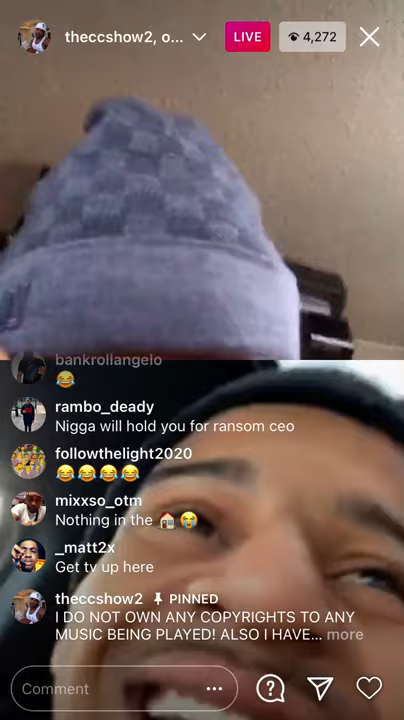 theccshow2, o...
LIVE
4,272
bankrollangelo
😂
rambo_deady
Nigga will hold you for ransom ceo
followthelight2020
😂😂😂😂
mixxso_otm
Nothing in the 🏠😭
_matt2x
Get tv up here
theccshow2 📌 PINNED
I DO NOT OWN ANY COPYRIGHTS TO ANY
MUSIC BEING PLAYED! ALSO I HAVE... more
Comment